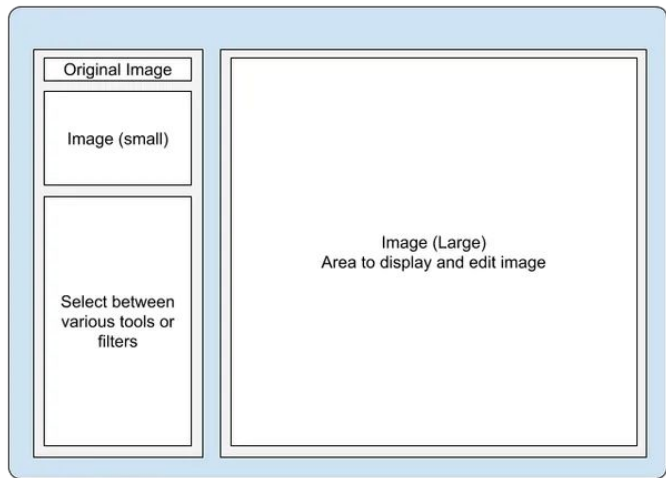 Original Image
Image (small)
Select between
various tools or
filters
Image (Large)
Area to display and edit image